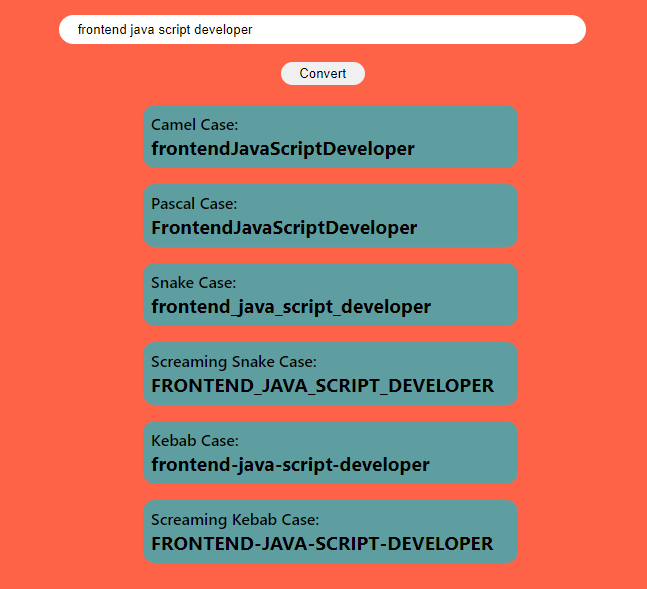 frontend java script developer
Convert
Camel Case:
frontendJavaScriptDeveloper
Pascal Case:
FrontendJavaScriptDeveloper
Snake Case:
frontend_java_script_developer
Screaming Snake Case:
FRONTEND_JAVA_SCRIPT_DEVELOPER
Kebab Case:
frontend-java-script-developer
Screaming Kebab Case:
FRONTEND-JAVA-SCRIPT-DEVELOPER